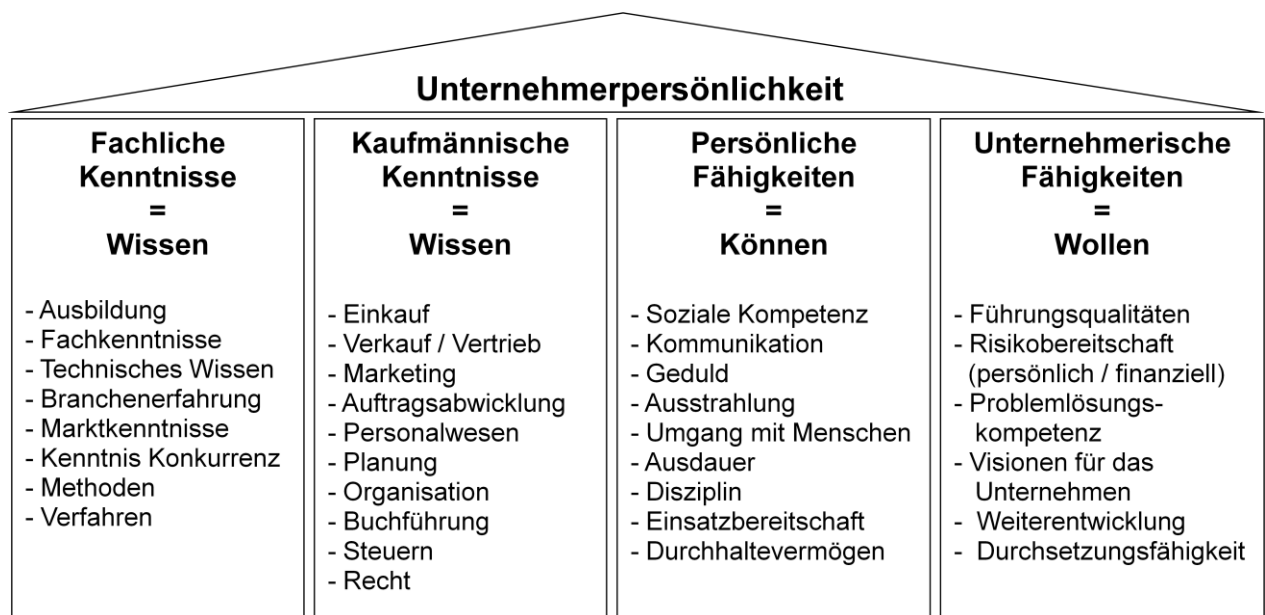 Unternehmerpersönlichkeit
Fachliche
Kenntnisse
=
Wissen
- Ausbildung
- Fachkenntnisse
- Technisches Wissen
- Branchenerfahrung
- Marktkenntnisse
- Kenntnis Konkurrenz
- Methoden
- Verfahren
Kaufmännische
Kenntnisse
=
Wissen
- Einkauf
- Verkauf / Vertrieb
- Marketing
- Auftragsabwicklung
- Personalwesen
- Planung
- Organisation
- Buchführung
- Steuern
- Recht
Persönliche
Fähigkeiten
=
Können
- Soziale Kompetenz
- Kommunikation
- Geduld
- Ausstrahlung
- Umgang mit Menschen
- Ausdauer
- Disziplin
- Einsatzbereitschaft
- Durchhaltevermögen
Unternehmerische
Fähigkeiten
=
Wollen
- Führungsqualitäten
- Risikobereitschaft
(persönlich / finanziell)
- Problemlösungs-
kompetenz
- Visionen für das
Unternehmen
- Weiterentwicklung
- Durchsetzungsfähigkeit